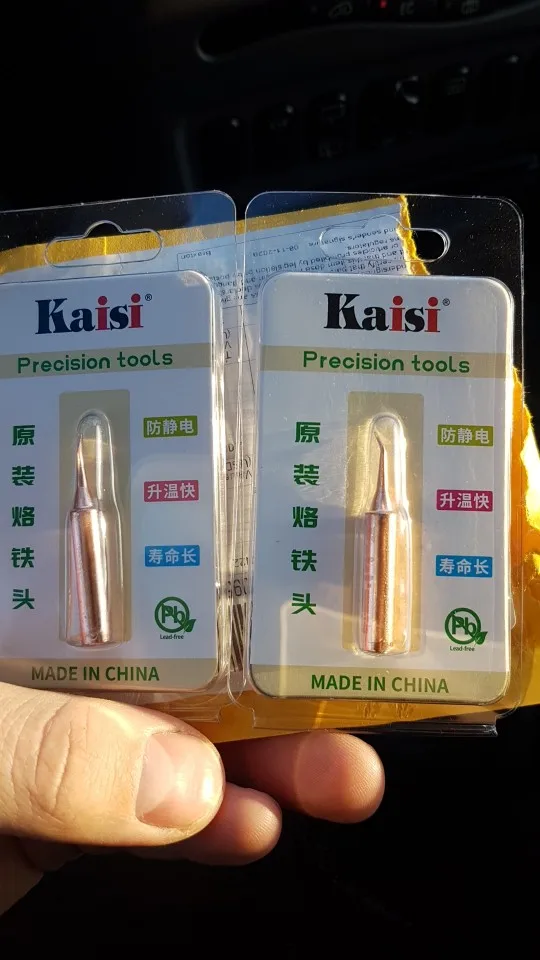 Kaisi®
Precision tools
原装烙铁头
防静电
升温快
寿命长
Pb
Lead-free
MADE IN CHINA
Kaisi®
Precision tools
原装烙铁头
防静电
升温快
寿命长
Pb
Lead-free
MADE IN CHINA